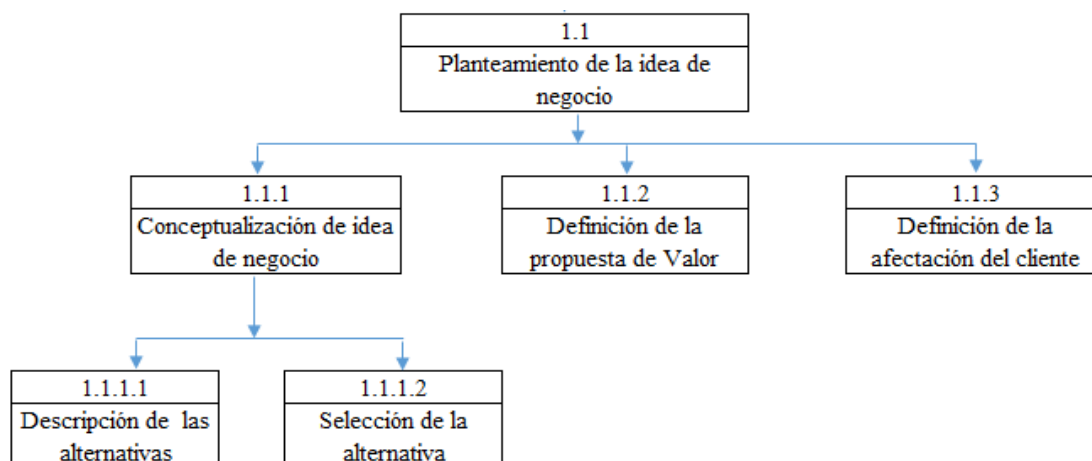 1.1
Planteamiento de la idea de
negocio
1.1.1
Conceptualización de idea
de negocio
1.1.2
Definición de la
propuesta de Valor
1.1.3
Definición de la
afectación del cliente
1.1.1.1
Descripción de las
alternativas
1.1.1.2
Selección de la
alternativa